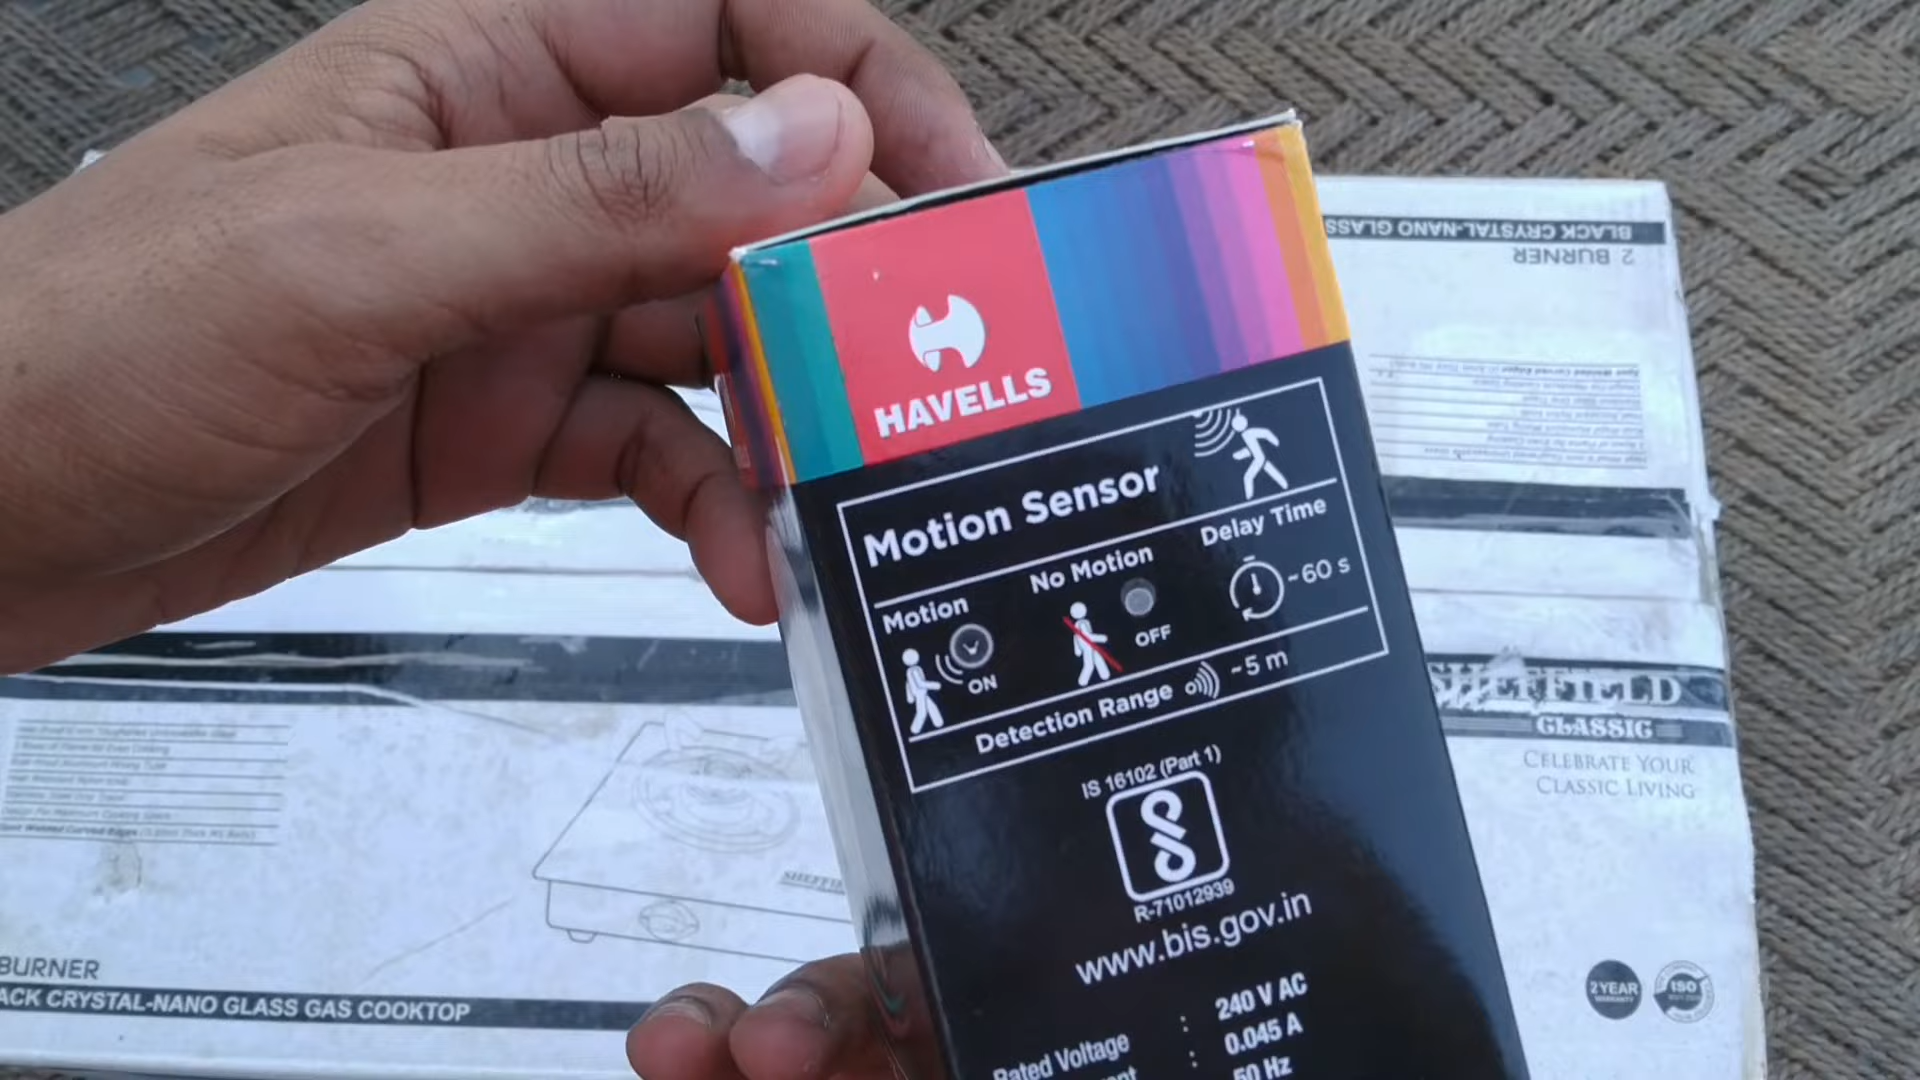 HAVELLS
Motion Sensor
Motion
No Motion
Delay Time
ON
OFF
~60 s
Detection Range ~5 m
IS 16102 (Part 1)
R-71012939
www.bis.gov.in
Rated Voltage : 240 V AC
: 0.045 A
50 Hz
BLACK CRYSTAL-NANO GLASS
2 BURNER
SHEFFIELD
CLASSIC
CELEBRATE YOUR
CLASSIC LIVING
2 YEAR
WARRANTY
ISO
BURNER
ACK CRYSTAL-NANO GLASS GAS COOKTOP